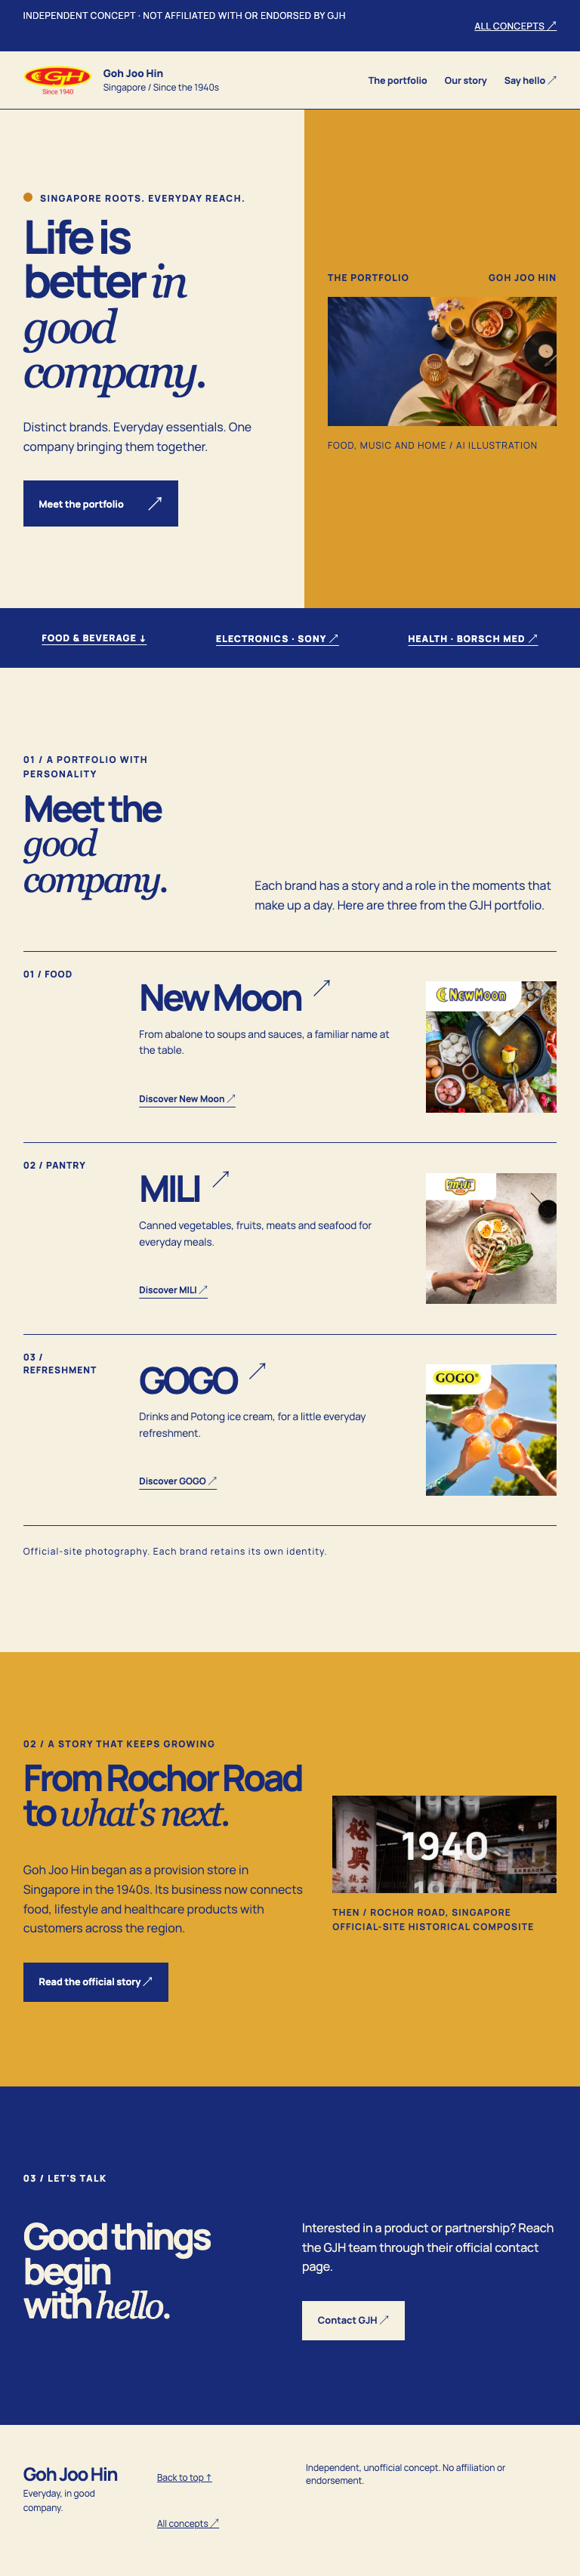 INDEPENDENT CONCEPT · NOT AFFILIATED WITH OR ENDORSED BY GJH
ALL CONCEPTS ↗
GJH
Since 1940
Goh Joo Hin
Singapore / Since the 1940s
The portfolio
Our story
Say hello ↗
SINGAPORE ROOTS. EVERYDAY REACH.
Life is
better in
good
company.
Distinct brands. Everyday essentials. One
company bringing them together.
Meet the portfolio ↗
THE PORTFOLIO
GOH JOO HIN
FOOD, MUSIC AND HOME / AI ILLUSTRATION
FOOD & BEVERAGE ↓
ELECTRONICS · SONY ↗
HEALTH · BORSCH MED ↗
01 / A PORTFOLIO WITH
PERSONALITY
Meet the
good
company.
Each brand has a story and a role in the moments that
make up a day. Here are three from the GJH portfolio.
01 / FOOD
New Moon ↗
From abalone to soups and sauces, a familiar name at
the table.
Discover New Moon ↗
New Moon
02 / PANTRY
MILI ↗
Canned vegetables, fruits, meats and seafood for
everyday meals.
Discover MILI ↗
mili
03 /
REFRESHMENT
GOGO ↗
Drinks and Potong ice cream, for a little everyday
refreshment.
Discover GOGO ↗
GOGO®
Official-site photography. Each brand retains its own identity.
02 / A STORY THAT KEEPS GROWING
From Rochor Road
to what's next.
Goh Joo Hin began as a provision store in
Singapore in the 1940s. Its business now connects
food, lifestyle and healthcare products with
customers across the region.
Read the official story ↗
裕興
1940
THEN / ROCHOR ROAD, SINGAPORE
OFFICIAL-SITE HISTORICAL COMPOSITE
03 / LET'S TALK
Good things
begin
with hello.
Interested in a product or partnership? Reach
the GJH team through their official contact
page.
Contact GJH ↗
Goh Joo Hin
Everyday, in good
company.
Back to top ↑
All concepts ↗
Independent, unofficial concept. No affiliation or
endorsement.